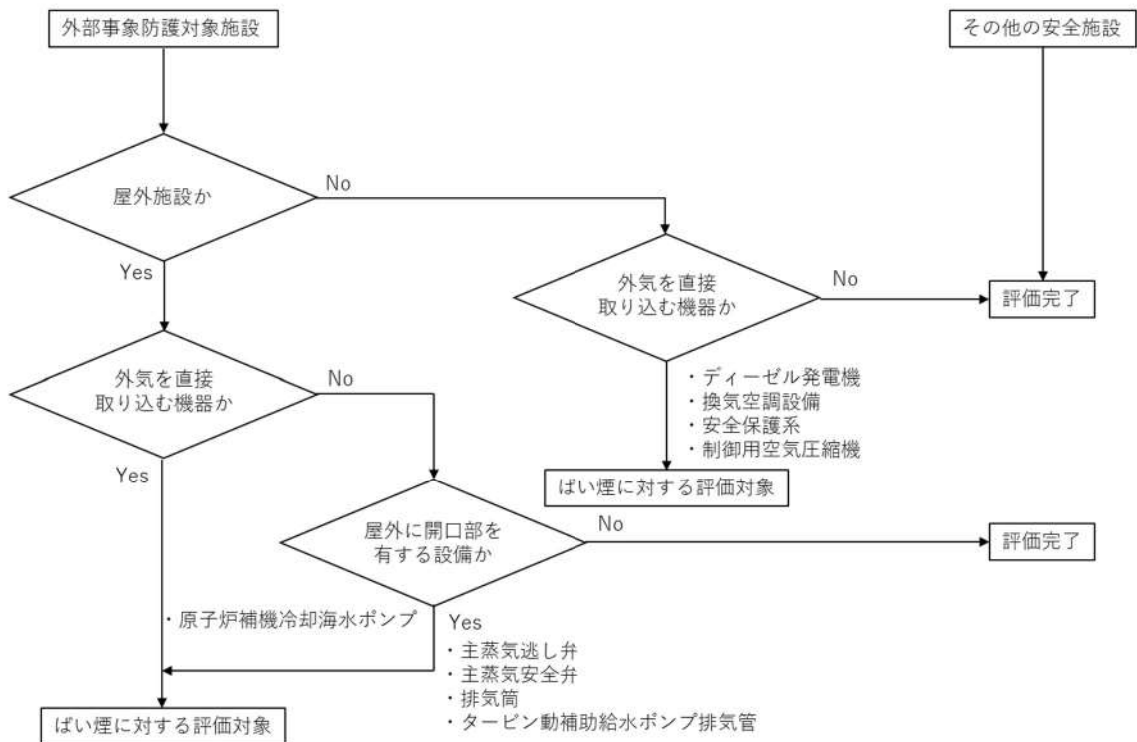 外部事象防護対象施設
その他の安全施設
屋外施設か
No
Yes
外気を直接
取り込む機器か
No
評価完了
外気を直接
取り込む機器か
No
・ディーゼル発電機
・換気空調設備
・安全保護系
・制御用空気圧縮機
Yes
ばい煙に対する評価対象
屋外に開口部を
有する設備か
No
評価完了
・原子炉補機冷却海水ポンプ
Yes
・主蒸気逃し弁
・主蒸気安全弁
・排気筒
・タービン動補助給水ポンプ排気管
ばい煙に対する評価対象